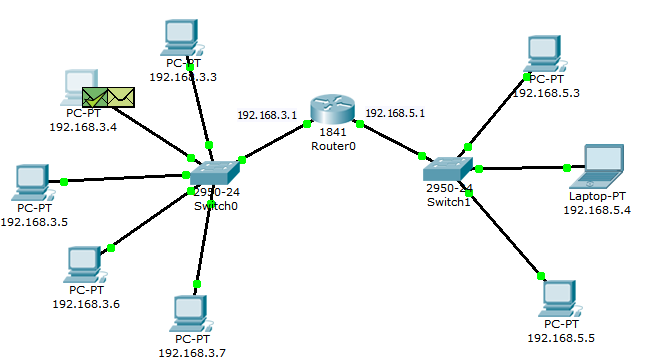 PC-PT
192.168.3.3
PC-PT
192.168.3.4
PC-PT
192.168.3.5
PC-PT
192.168.3.6
PC-PT
192.168.3.7
2950-24
Switch0
192.168.3.1
1841
Router0
192.168.5.1
2950-24
Switch1
PC-PT
192.168.5.3
Laptop-PT
192.168.5.4
PC-PT
192.168.5.5